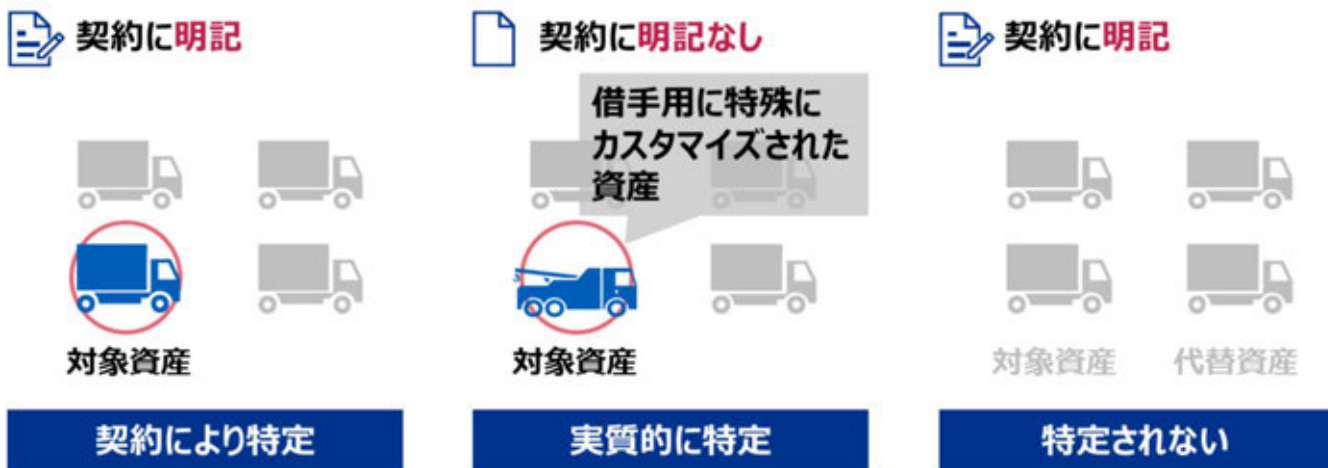 契約に明記
契約に明記なし
契約に明記
借手用に特殊に
カスタマイズされた
資産
対象資産
対象資産
対象資産
代替資産
契約により特定
実質的に特定
特定されない